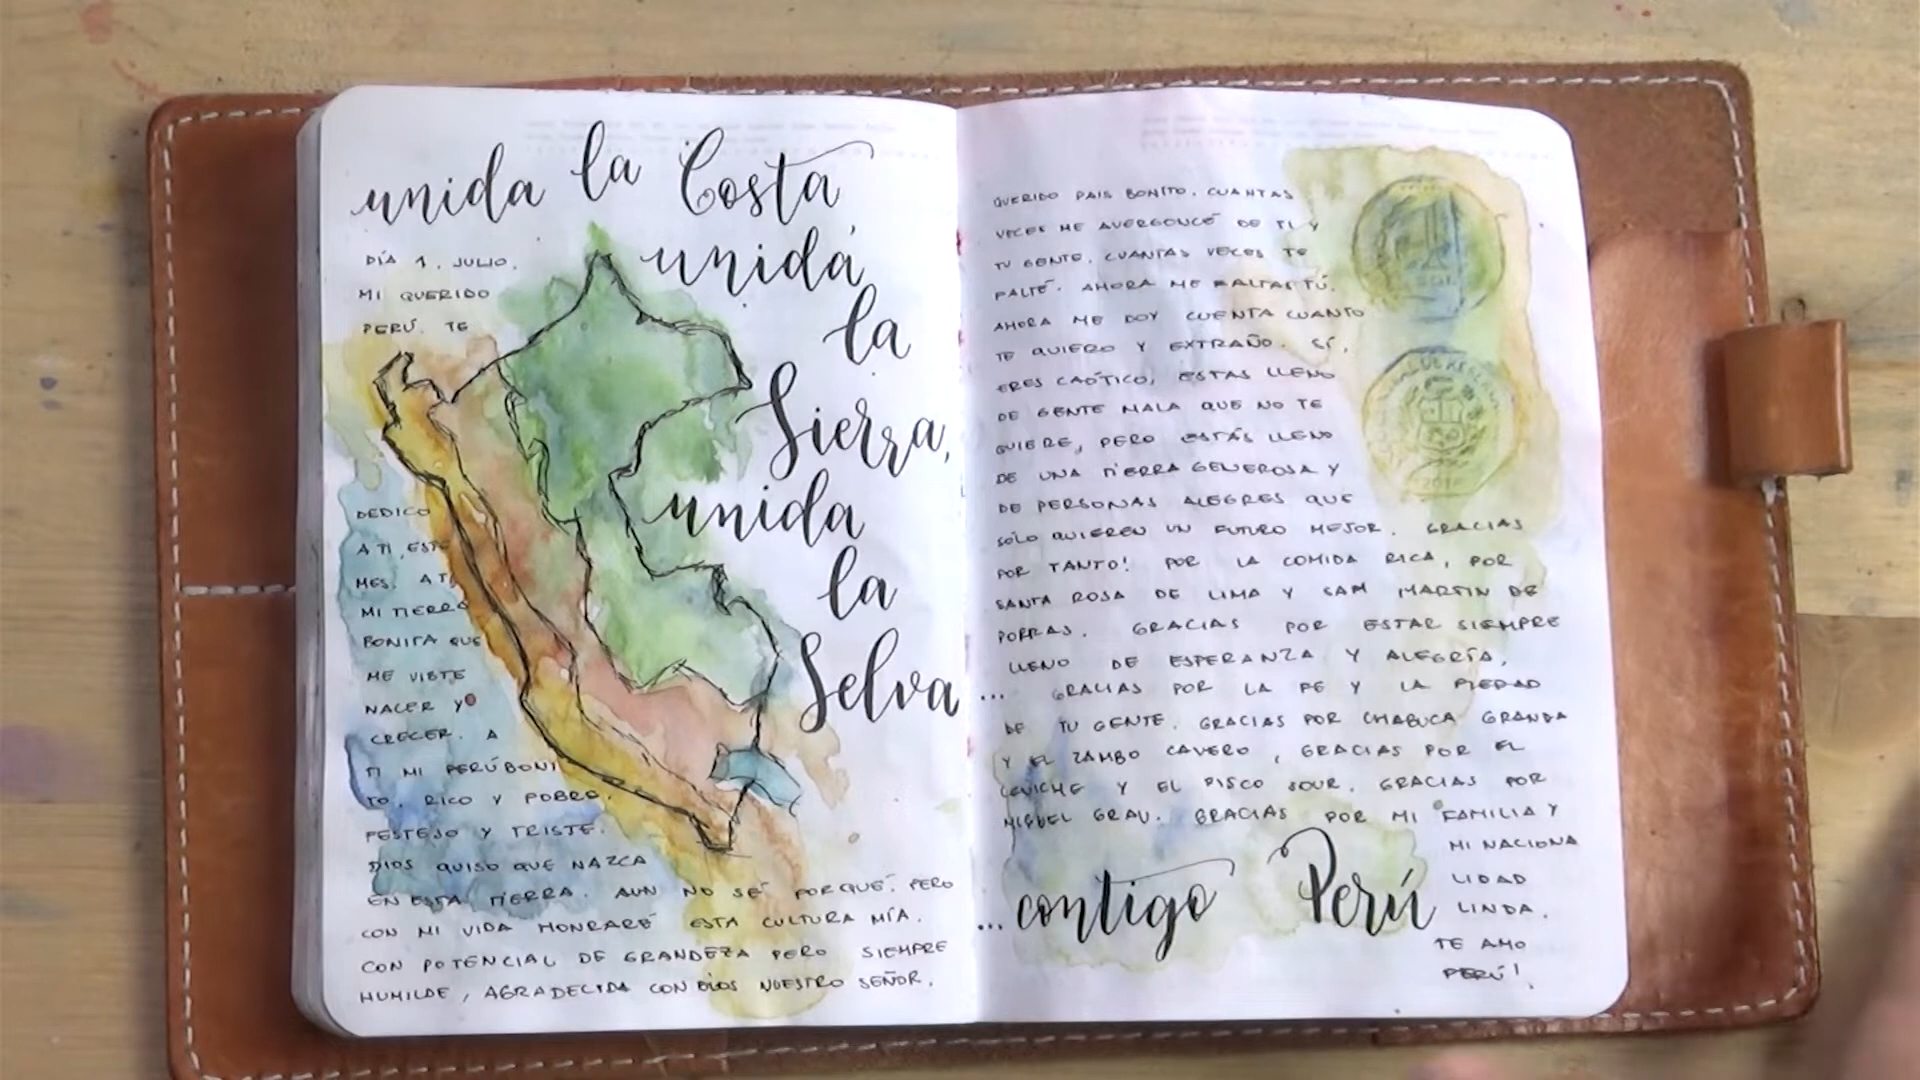 unida la Costa
unida
la
Sierra,
unida
la
Selva
DÍA 1. JULIO.
MI QUERIDO
PERÚ. TE
DEDICO
A TI, ESTE
MES. A TI,
MI TIERRA
BONITA QUE
ME VISTE
NACER Y
CRECER. A
TI MI PERÚ BONI
TO, RICO Y POBRE.
FESTEJO Y TRISTE.
DIOS QUISO QUE NAZCA
EN ESTA TIERRA. AUN NO SÉ PORQUÉ. PERO
CON MI VIDA HONRARÉ ESTA CULTURA MÍA.
CON POTENCIAL DE GRANDEZA PERO SIEMPRE
HUMILDE, AGRADECIDA CON DIOS NUESTRO SEÑOR.
QUERIDO PAIS BONITO. CUANTAS
VECES ME AVERGONCÉ DE TI Y
TU GENTE. CUANTAS VECES TE
FALTÉ. AHORA ME FALTAS TÚ.
AHORA ME DOY CUENTA CUANTO
TE QUIERO Y EXTRAÑO. SÍ,
ERES CAÓTICO, ESTAS LLENO
DE GENTE MALA QUE NO TE
QUIERE, PERO ESTÁS LLENO
DE UNA TIERRA GENEROSA Y
DE PERSONAS ALEGRES QUE
SÓLO QUIEREN UN FUTURO MEJOR. GRACIAS
POR TANTO! POR LA COMIDA RICA, POR
SANTA ROSA DE LIMA Y SAM MARTIN DE
PORRAS. GRACIAS POR ESTAR SIEMPRE
LLENO DE ESPERANZA Y ALEGRÍA.
... GRACIAS POR LA FE Y LA PIEDAD
DE TU GENTE. GRACIAS POR CHABUCA GRANDA
Y EL ZAMBO CAVERO, GRACIAS POR EL
CEVICHE Y EL PISCO SOUR. GRACIAS POR
MIGUEL GRAU. GRACIAS POR MI FAMILIA Y
MI NACIONA
LIDAD
LINDA.
TE AMO
PERÚ!
...contigo Perú
1
SOL
2016